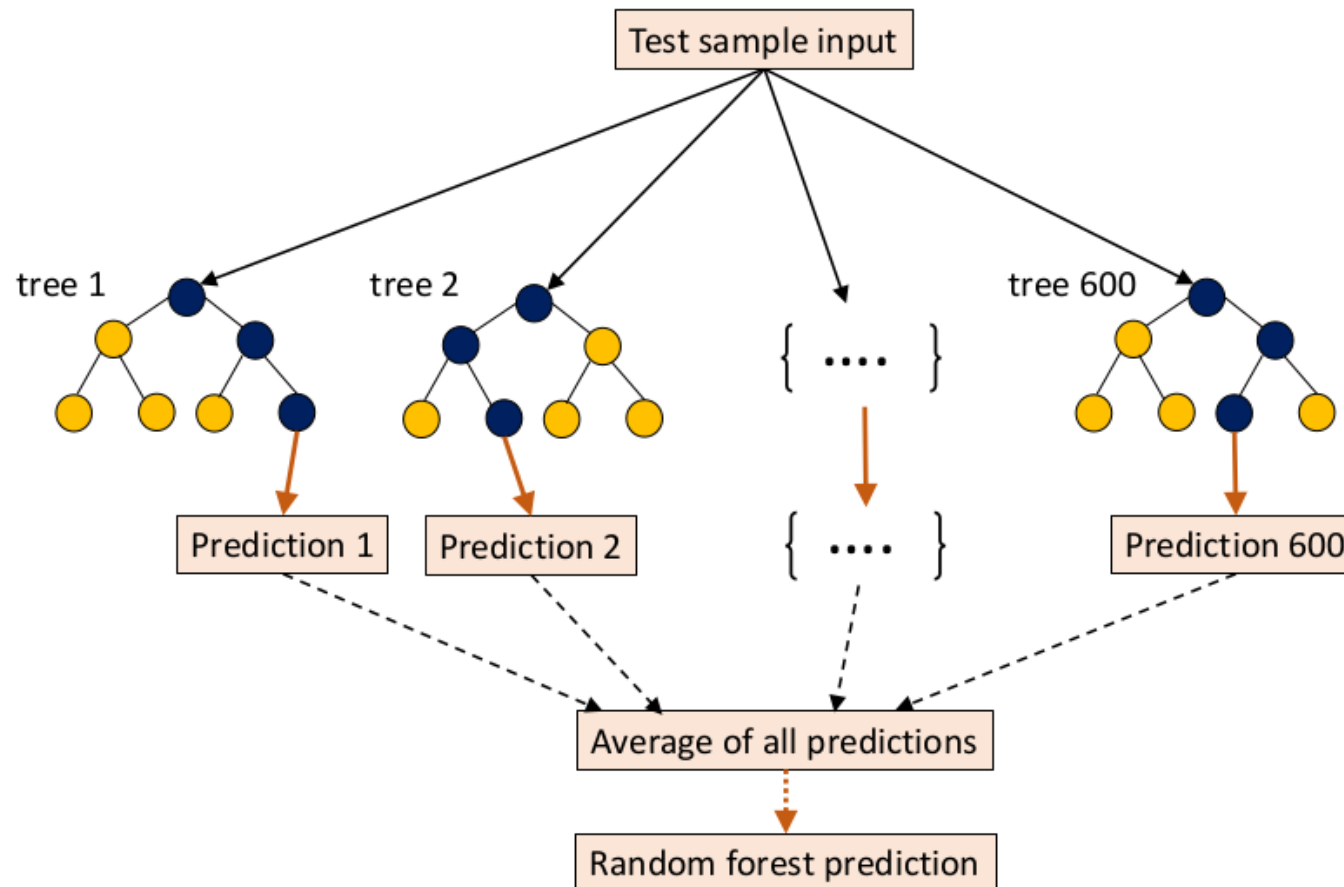 Test sample input
tree 1
tree 2
tree 600
{ .... }
Prediction 1
Prediction 2
{ .... }
Prediction 600
Average of all predictions
Random forest prediction